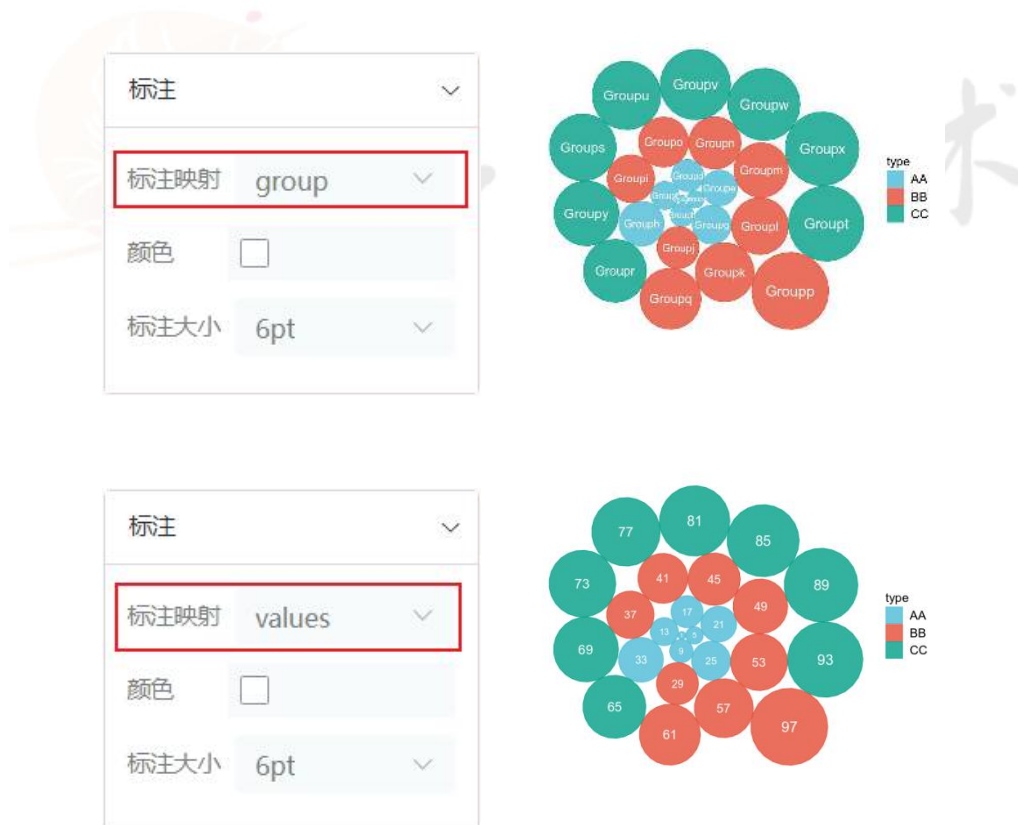 标注
标注映射 group
颜色
标注大小 6pt
Groupv
Groupu
Groupw
Groups
Groupo
Groupn
Groupx
Groupm
Groupi
Groupd
Groupe
Groupy
Grouph
Groupg
Groupl
Groupt
Groupj
Groupr
Groupk
Groupq
Groupp
type
AA
BB
CC
术
标注
标注映射 values
颜色
标注大小 6pt
81
77
85
73
41
45
89
49
37
17
21
13
5
9
69
33
25
53
93
29
65
57
61
97
type
AA
BB
CC